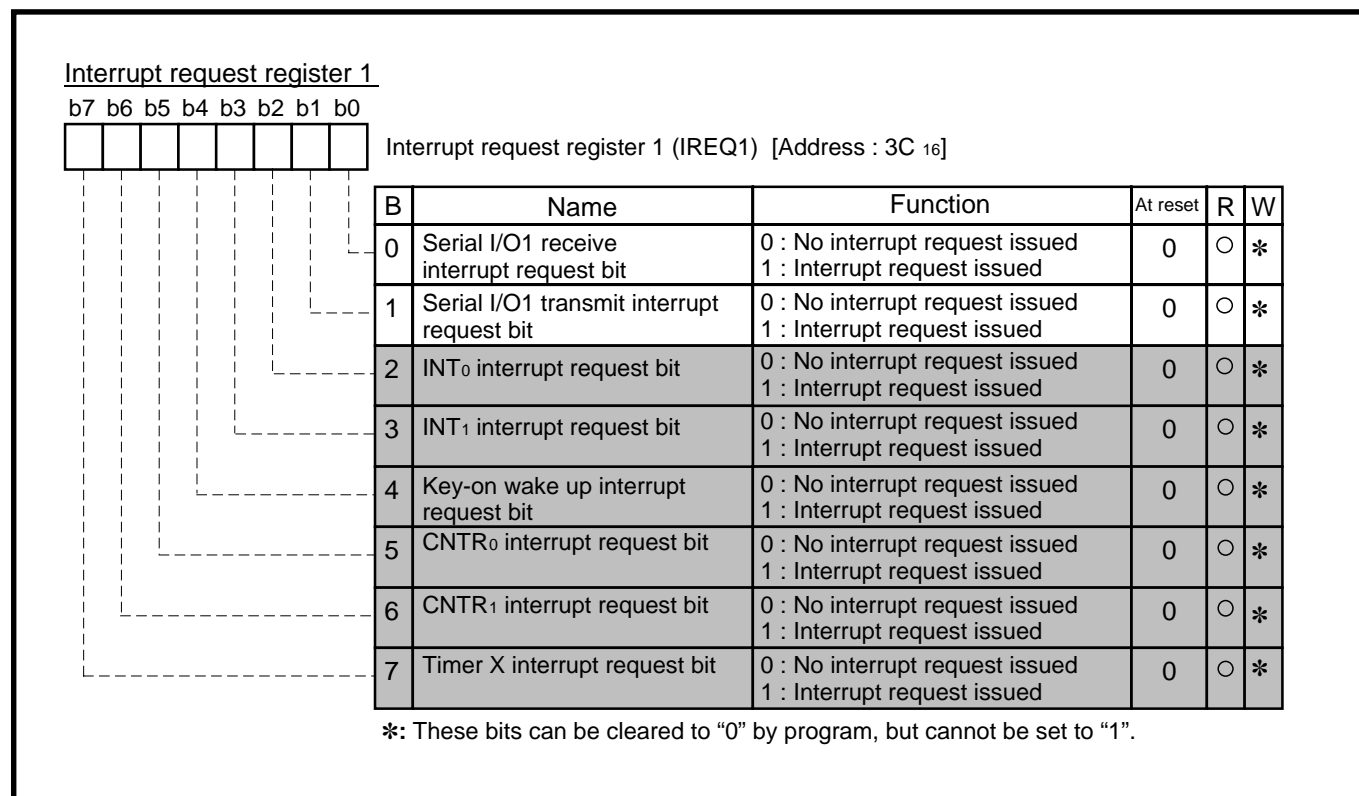 Interrupt request register 1
b7 b6 b5 b4 b3 b2 b1 b0
Interrupt request register 1 (IREQ1) [Address : 3C 16]
B Name Function At reset R W
0 Serial I/O1 receive interrupt request bit 0 : No interrupt request issued 1 : Interrupt request issued 0 ○ ✻
1 Serial I/O1 transmit interrupt request bit 0 : No interrupt request issued 1 : Interrupt request issued 0 ○ ✻
2 INT0 interrupt request bit 0 : No interrupt request issued 1 : Interrupt request issued 0 ○ ✻
3 INT1 interrupt request bit 0 : No interrupt request issued 1 : Interrupt request issued 0 ○ ✻
4 Key-on wake up interrupt request bit 0 : No interrupt request issued 1 : Interrupt request issued 0 ○ ✻
5 CNTR0 interrupt request bit 0 : No interrupt request issued 1 : Interrupt request issued 0 ○ ✻
6 CNTR1 interrupt request bit 0 : No interrupt request issued 1 : Interrupt request issued 0 ○ ✻
7 Timer X interrupt request bit 0 : No interrupt request issued 1 : Interrupt request issued 0 ○ ✻
✻: These bits can be cleared to “0” by program, but cannot be set to “1”.